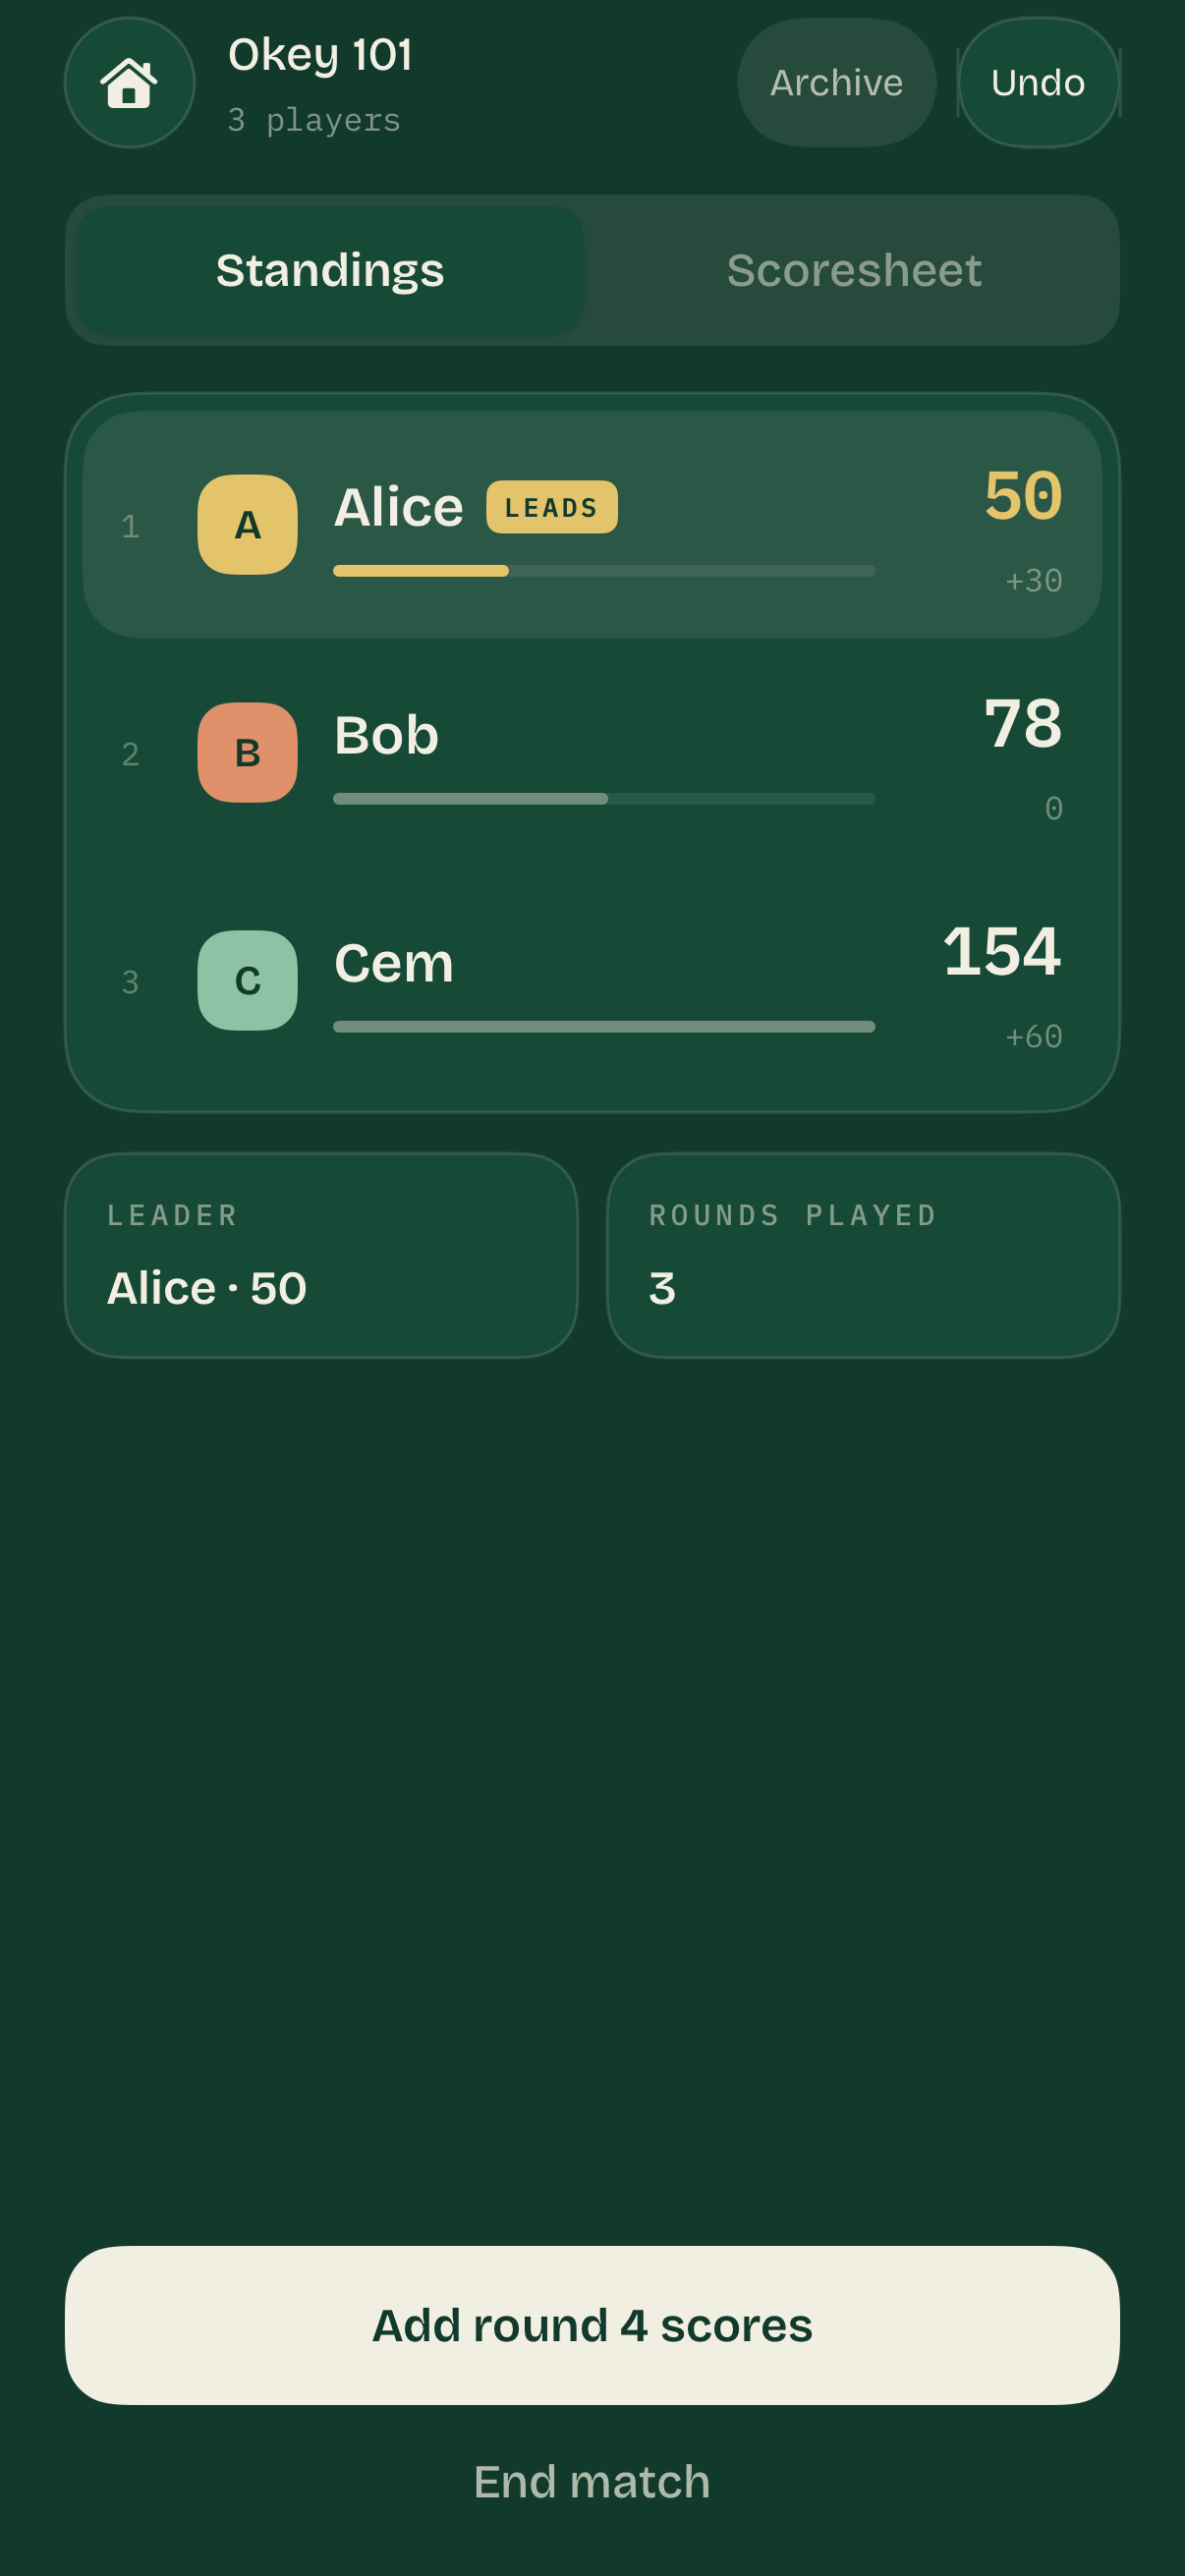 Okey 101
3 players
Archive
Undo
Standings
Scoresheet
1
A
Alice
LEADS
50
+30
2
B
Bob
78
0
3
C
Cem
154
+60
LEADER
Alice · 50
ROUNDS PLAYED
3
Add round 4 scores
End match